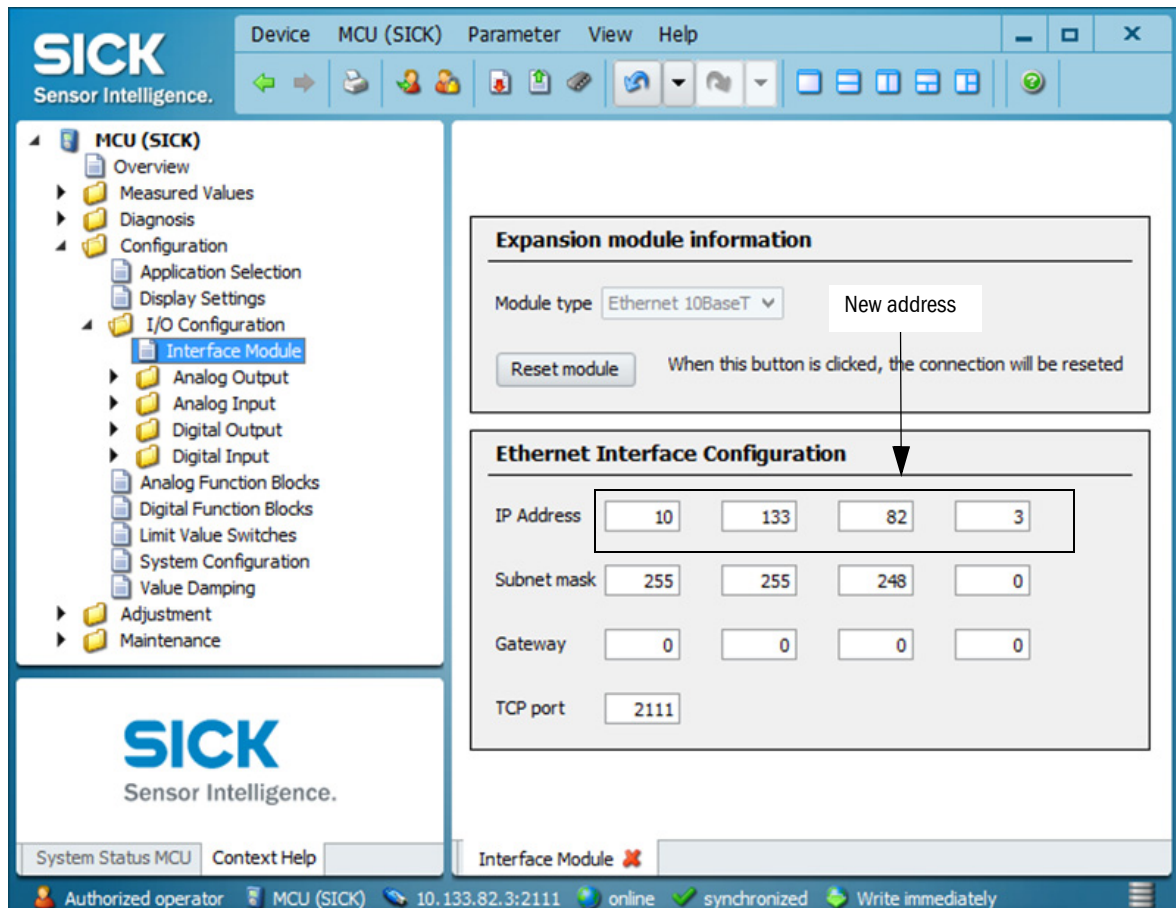 SICK
Sensor Intelligence.
Device MCU (SICK) Parameter View Help
MCU (SICK)
Overview
Measured Values
Diagnosis
Configuration
Application Selection
Display Settings
I/O Configuration
Interface Module
Analog Output
Analog Input
Digital Output
Digital Input
Analog Function Blocks
Digital Function Blocks
Limit Value Switches
System Configuration
Value Damping
Adjustment
Maintenance
SICK
Sensor Intelligence.
System Status MCU Context Help
Expansion module information
Module type Ethernet 10BaseT
New address
Reset module When this button is clicked, the connection will be reseted
Ethernet Interface Configuration
IP Address 10 133 82 3
Subnet mask 255 255 248 0
Gateway 0 0 0 0
TCP port 2111
Interface Module
Authorized operator MCU (SICK) 10.133.82.3:2111 online synchronized Write immediately